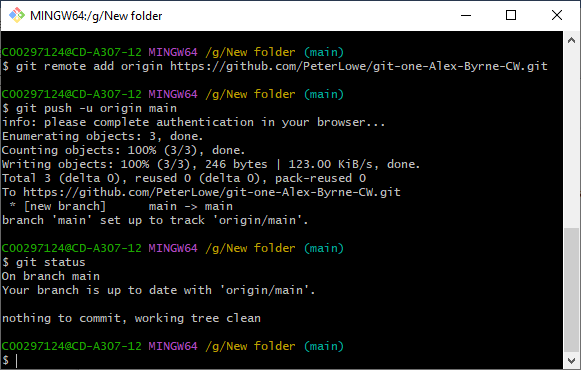 MINGW64:/g/New folder
C00297124@CD-A307-12 MINGW64 /g/New folder (main)
$ git remote add origin https://github.com/PeterLowe/git-one-Alex-Byrne-CW.git
C00297124@CD-A307-12 MINGW64 /g/New folder (main)
$ git push -u origin main
info: please complete authentication in your browser...
Enumerating objects: 3, done.
Counting objects: 100% (3/3), done.
Writing objects: 100% (3/3), 246 bytes | 123.00 KiB/s, done.
Total 3 (delta 0), reused 0 (delta 0), pack-reused 0
To https://github.com/PeterLowe/git-one-Alex-Byrne-CW.git
 * [new branch]      main -> main
branch 'main' set up to track 'origin/main'.
C00297124@CD-A307-12 MINGW64 /g/New folder (main)
$ git status
On branch main
Your branch is up to date with 'origin/main'.
nothing to commit, working tree clean
C00297124@CD-A307-12 MINGW64 /g/New folder (main)
$